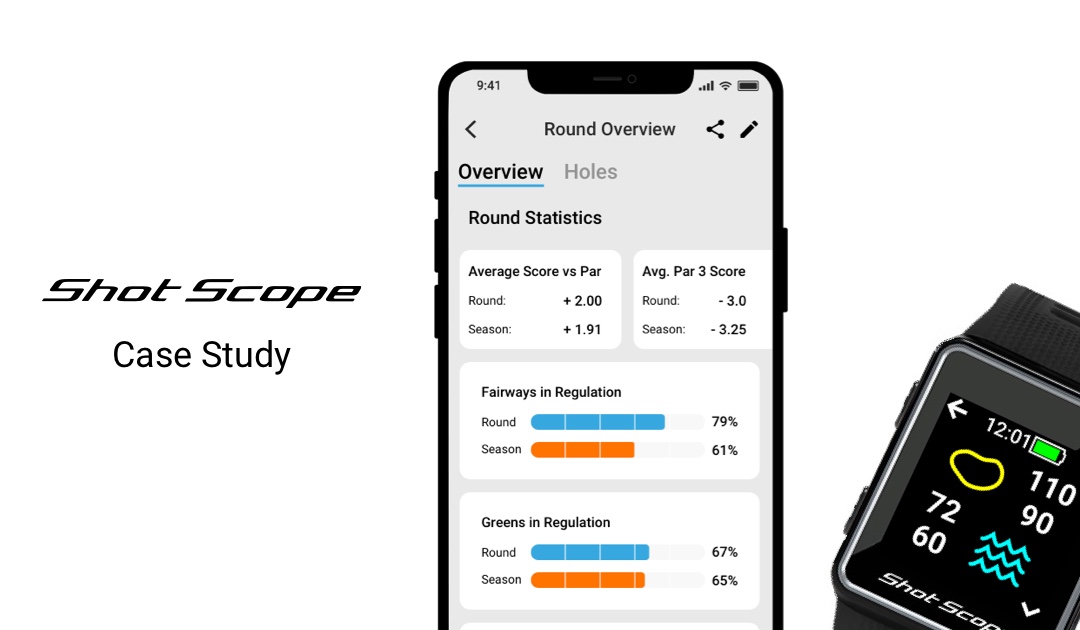 Shot Scope
Case Study
9:41
Round Overview
Overview Holes
Round Statistics
Average Score vs Par
Round: + 2.00
Season: + 1.91
Avg. Par 3 Score
Round: - 3.0
Season: - 3.25
Fairways in Regulation
Round 79%
Season 61%
Greens in Regulation
Round 67%
Season 65%
12:01
110
72 90
60
Shot Scop